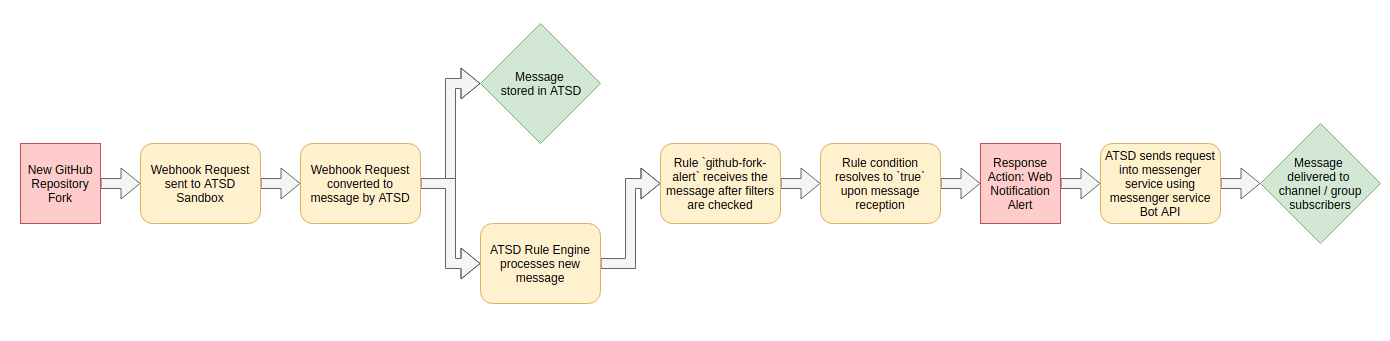 New GitHub
Repository
Fork
Webhook Request
sent to ATSD
Sandbox
Webhook Request
converted to
message by ATSD
Message
stored in ATSD
ATSD Rule Engine
processes new
message
Rule `github-fork-
alert` receives the
message after filters
are checked
Rule condition
resolves to `true`
upon message
reception
Response
Action: Web
Notification
Alert
ATSD sends request
into messenger
service using
messenger service
Bot API
Message
delivered to
channel / group
subscribers